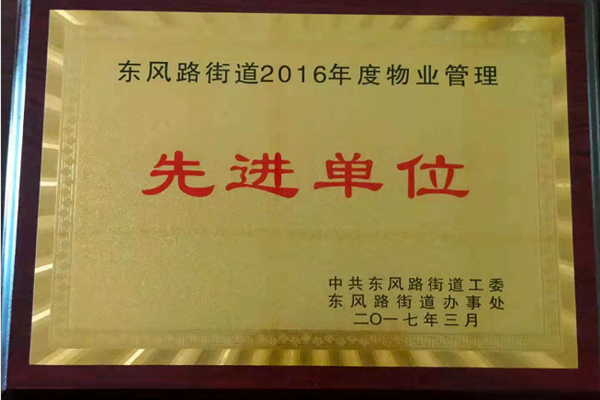 东风路街道2016年度物业管理
先进单位
中共东风路街道工委
东风路街道办事处
二〇一七年三月